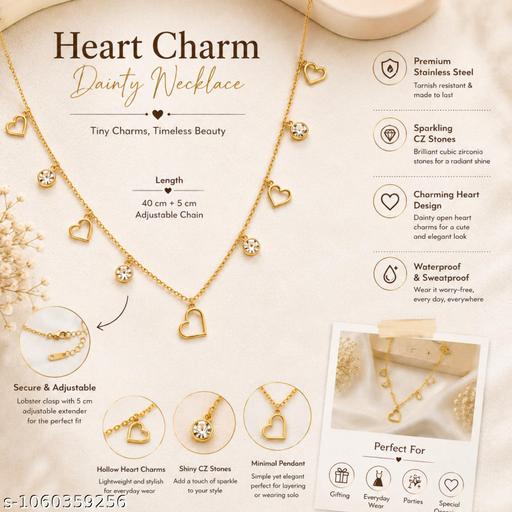 Heart Charm
Dainty Necklace
Tiny Charms, Timeless Beauty
Length
40 cm + 5 cm
Adjustable Chain
Premium
Stainless Steel
Tarnish resistant &
made to last
Sparkling
CZ Stones
Brilliant cubic zirconia
stones for a radiant shine
Charming Heart
Design
Dainty open heart
charms for a cute
and elegant look
Waterproof
& Sweatproof
Wear it worry-free,
every day, everywhere
Secure & Adjustable
Lobster clasp with 5 cm
adjustable extender
for the perfect fit
Hollow Heart Charms
Lightweight and stylish
for everyday wear
Shiny CZ Stones
Add a touch of sparkle
to your style
Minimal Pendant
Simple yet elegant
perfect for layering
or wearing solo
Perfect For
Gifting
Everyday
Wear
Parties
Special
s-1060359256